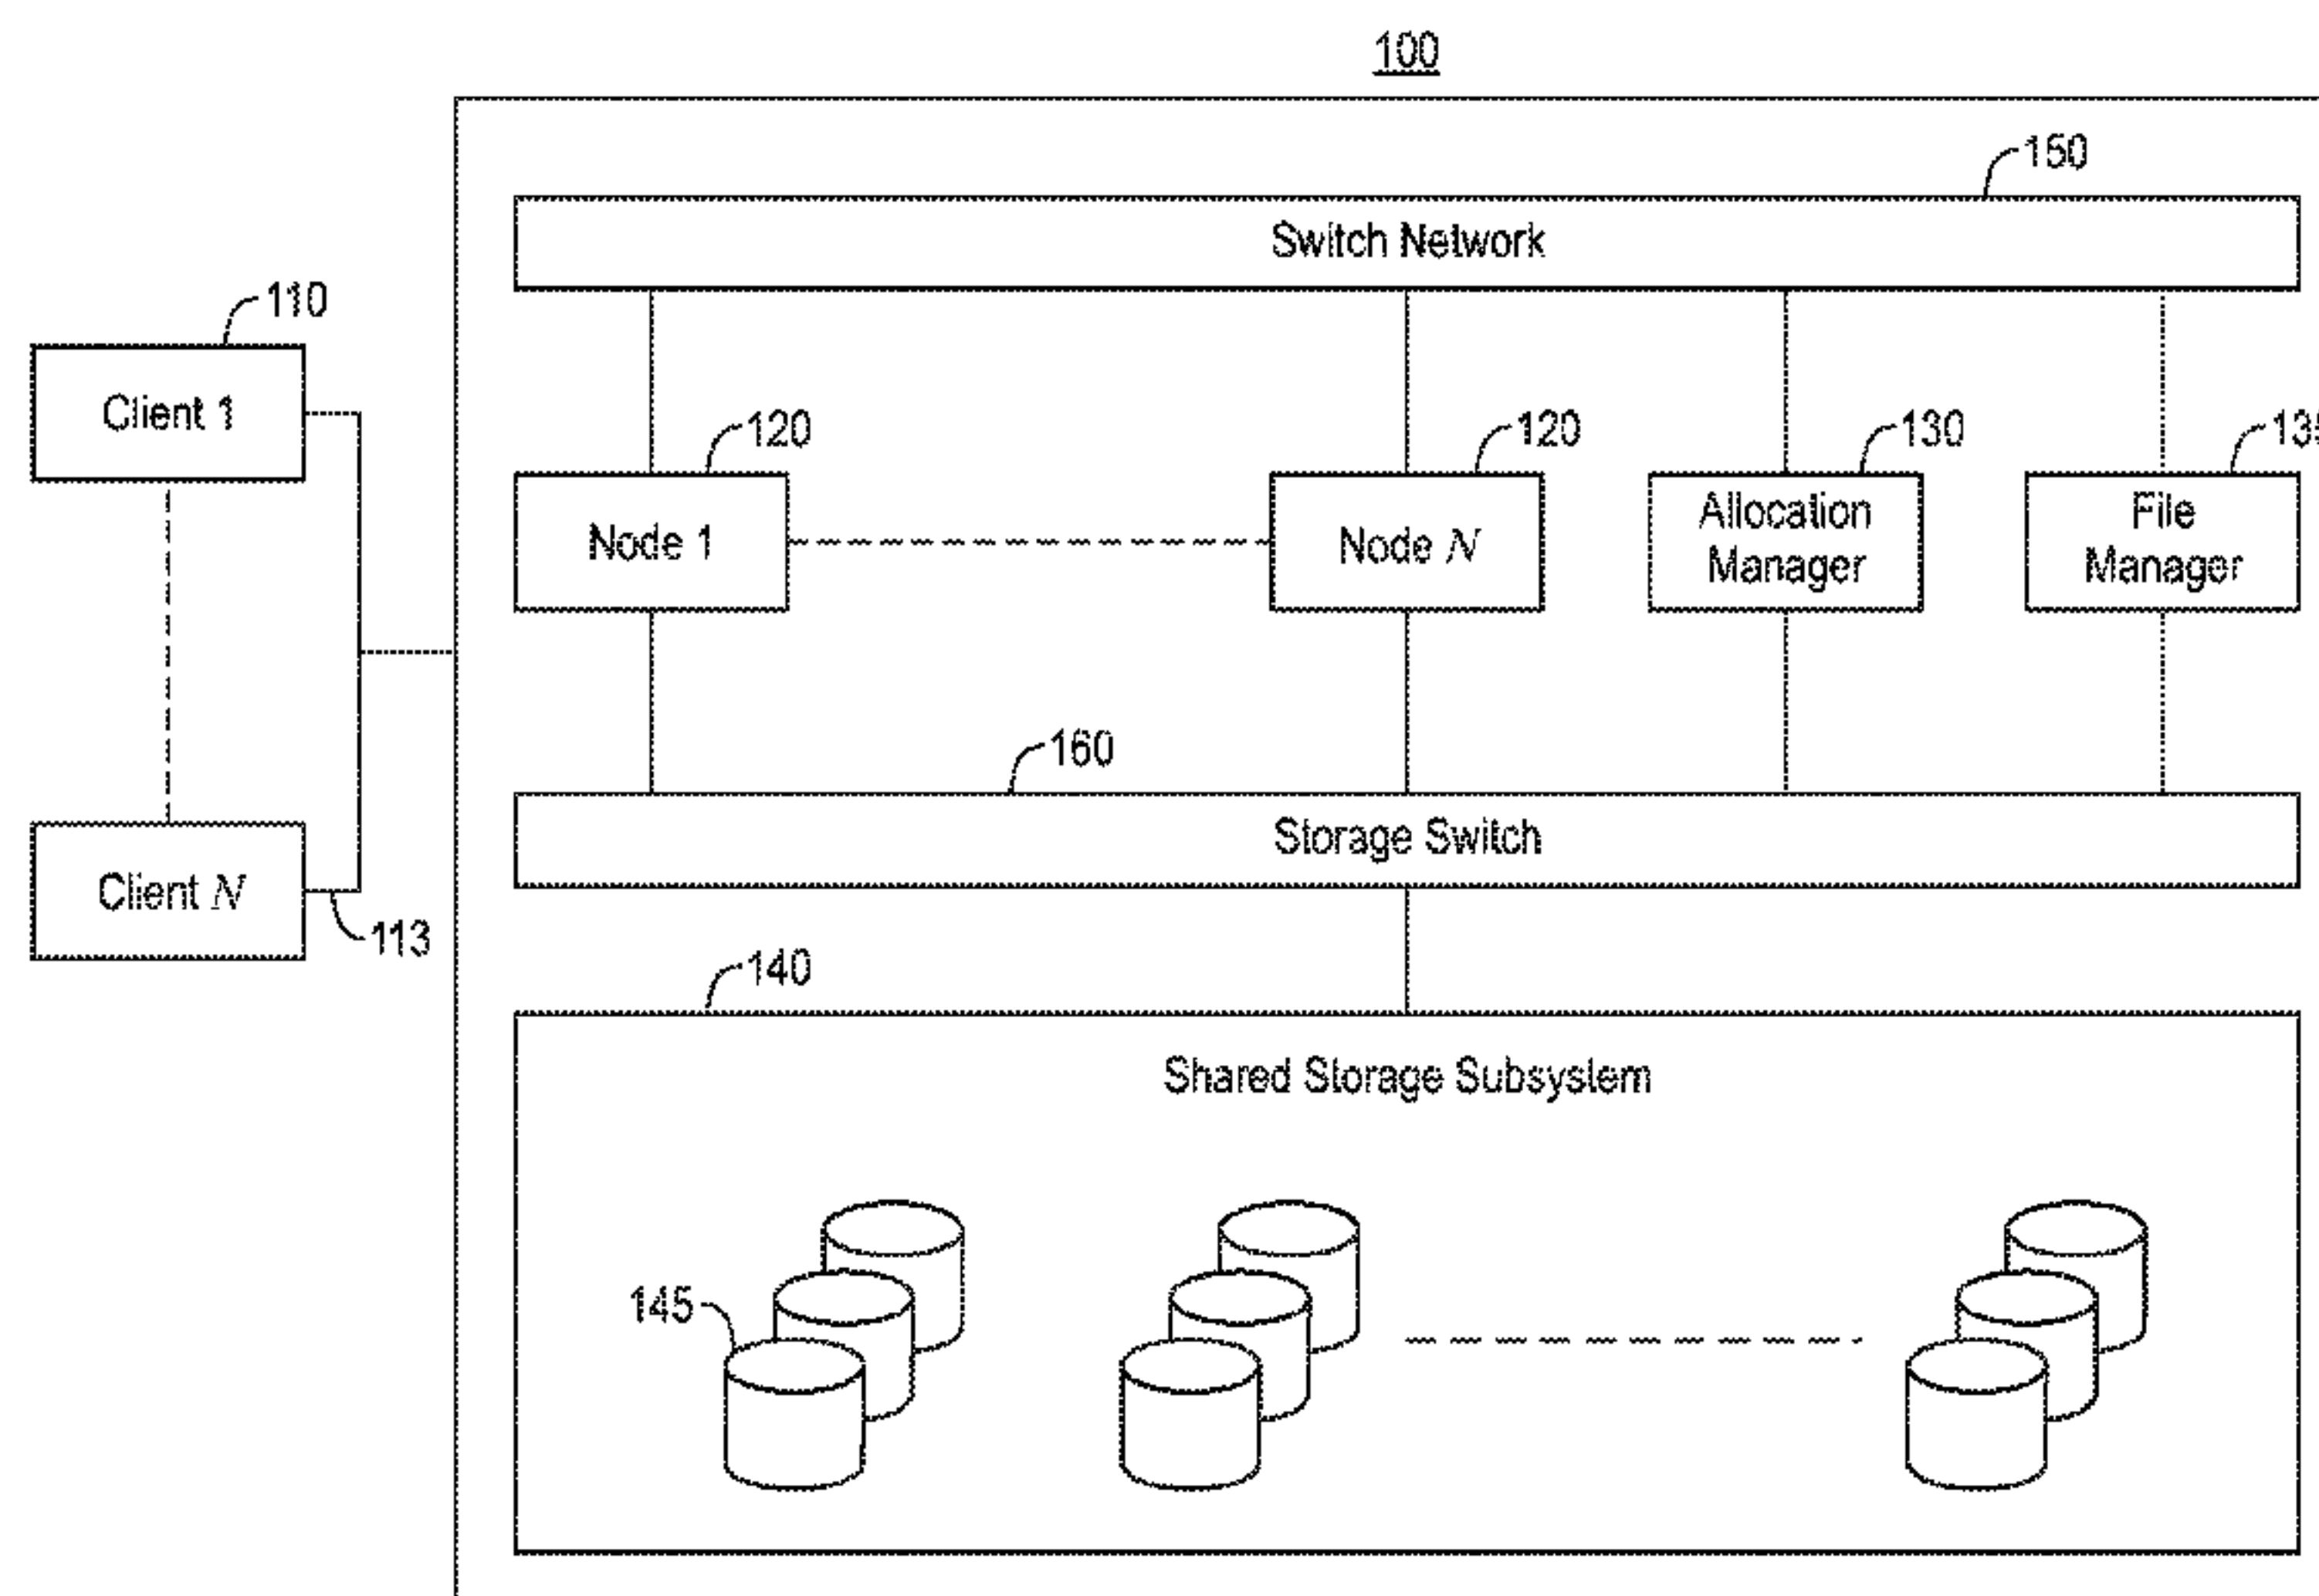 100
150
Switch Network
110
Client 1
120
120
130
135
Node 1
Node N
Allocation
Manager
File
Manager
160
Storage Switch
Client N
113
140
Shared Storage Subsystem
145